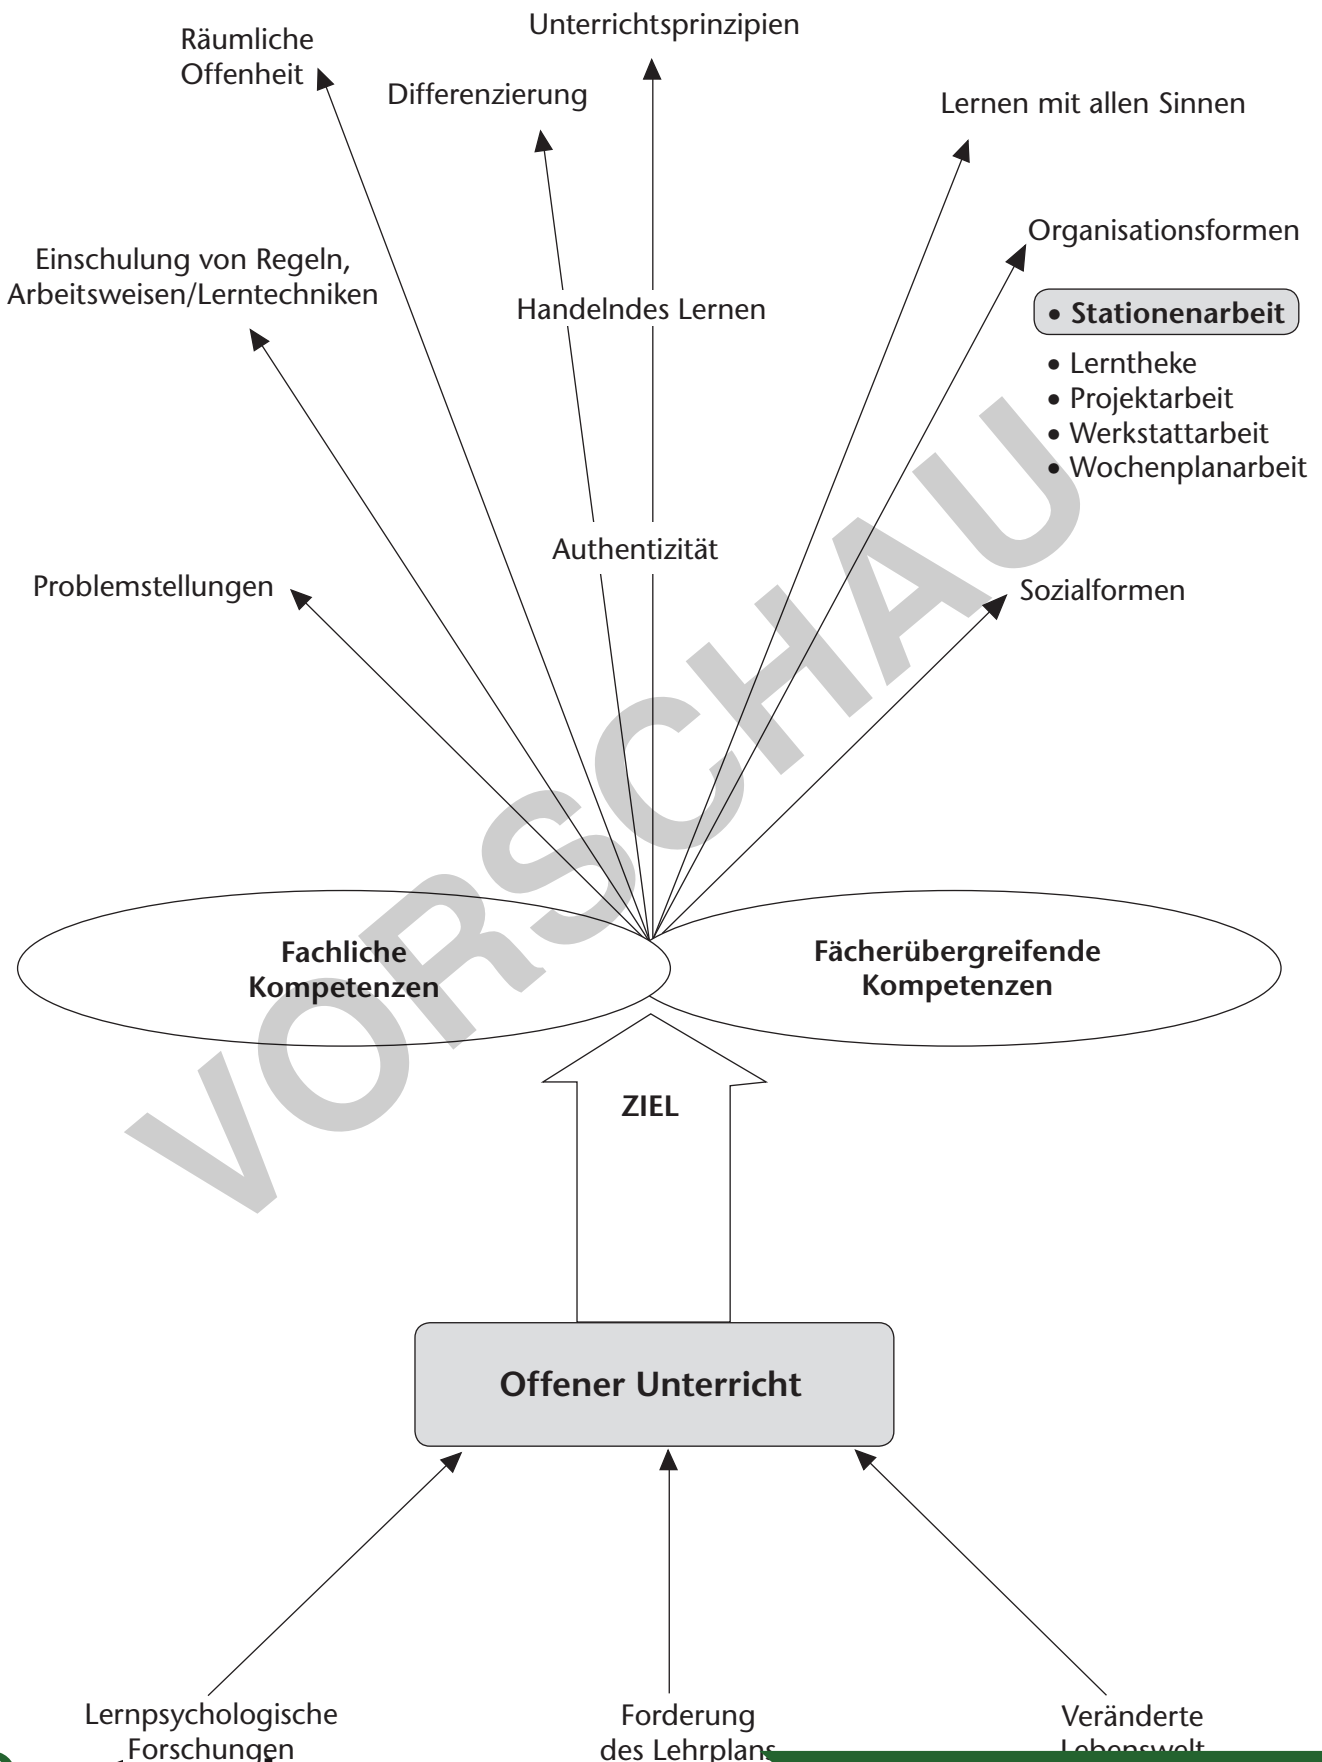 Unterrichtsprinzipien
Räumliche
Offenheit
Differenzierung
Lernen mit allen Sinnen
Organisationsformen
Einschulung von Regeln,
Arbeitsweisen/Lerntechniken
Handelndes Lernen
• Stationenarbeit
• Lerntheke
• Projektarbeit
• Werkstattarbeit
• Wochenplanarbeit
Authentizität
Problemstellungen
Sozialformen
VORSCHAU
Fachliche
Kompetenzen
Fächerübergreifende
Kompetenzen
ZIEL
Offener Unterricht
Lernpsychologische
Forschungen
Forderung
des Lehrplans
Veränderte
Lebenswelt